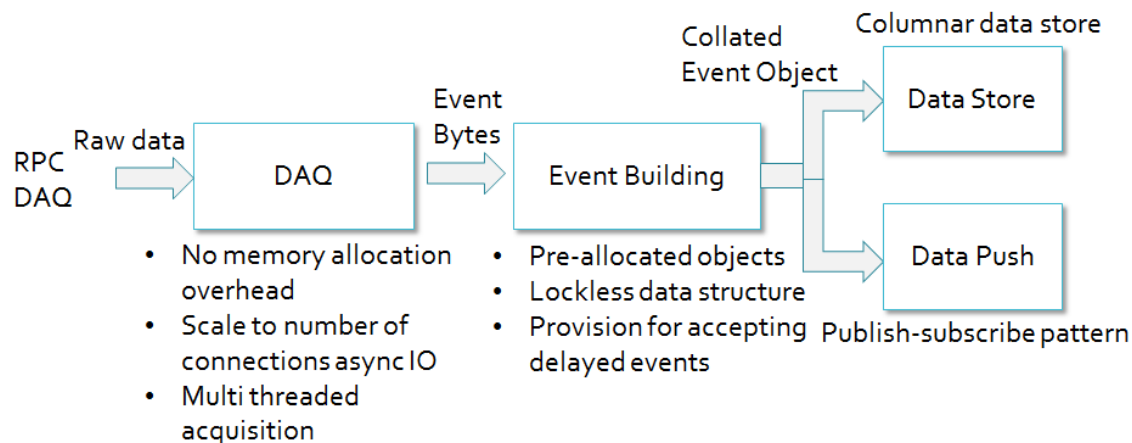 RPC
DAQ
Raw data
DAQ
• No memory allocation
overhead
• Scale to number of
connections async IO
• Multi threaded
acquisition
Event
Bytes
Event Building
• Pre-allocated objects
• Lockless data structure
• Provision for accepting
delayed events
Collated
Event Object
Columnar data store
Data Store
Data Push
Publish-subscribe pattern